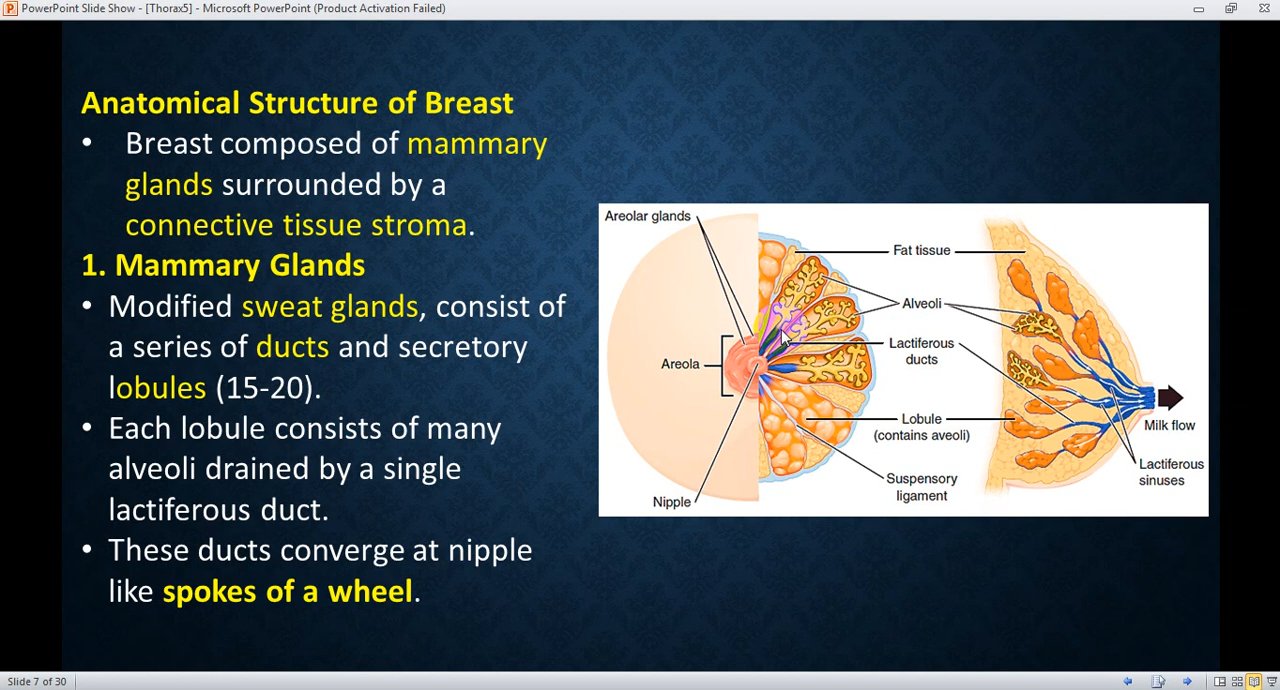 PowerPoint Slide Show - [Thorax5] - Microsoft PowerPoint (Product Activation Failed)
Anatomical Structure of Breast
• Breast composed of mammary
glands surrounded by a
connective tissue stroma.
1. Mammary Glands
• Modified sweat glands, consist of
a series of ducts and secretory
lobules (15-20).
• Each lobule consists of many
alveoli drained by a single
lactiferous duct.
• These ducts converge at nipple
like spokes of a wheel.
Areolar glands
Areola
Nipple
Fat tissue
Alveoli
Lactiferous
ducts
Lobule
(contains aveoli)
Suspensory
ligament
Milk flow
Lactiferous
sinuses
Slide 7 of 30